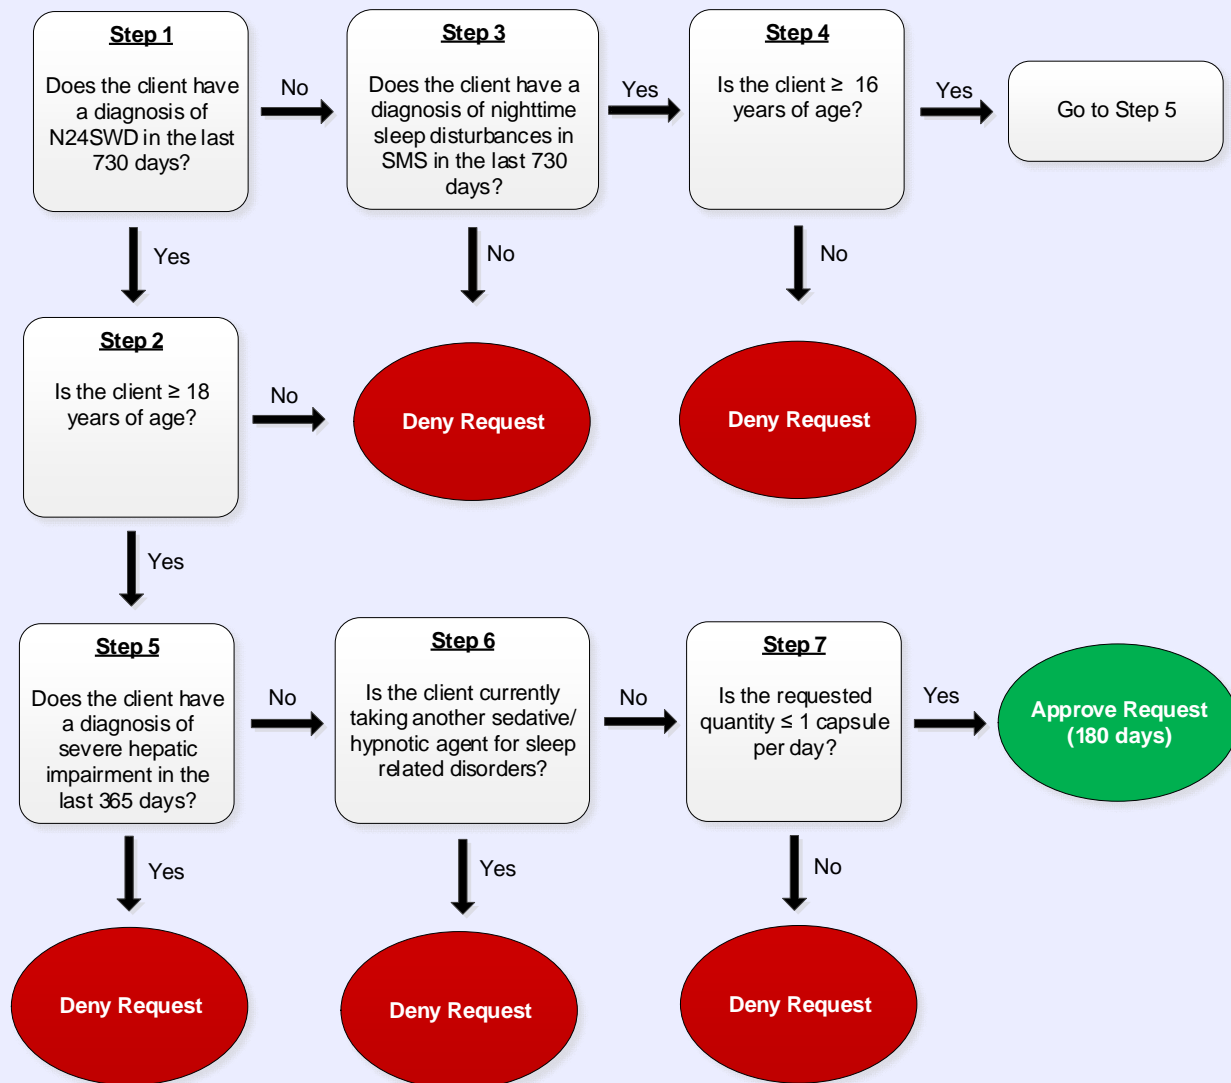 Step 1
Does the client have
a diagnosis of
N24SWD in the last
730 days?
No
Step 3
Does the client have a
diagnosis of nighttime
sleep disturbances in
SMS in the last 730
days?
Yes
Step 4
Is the client ≥ 16
years of age?
Yes
Go to Step 5
Yes
No
No
Step 2
Is the client ≥ 18
years of age?
No
Deny Request
Deny Request
Yes
Step 5
Does the client have
a diagnosis of
severe hepatic
impairment in the
last 365 days?
No
Step 6
Is the client currently
taking another sedative/
hypnotic agent for sleep
related disorders?
No
Step 7
Is the requested
quantity ≤ 1 capsule
per day?
Yes
Approve Request
(180 days)
Yes
Yes
No
Deny Request
Deny Request
Deny Request